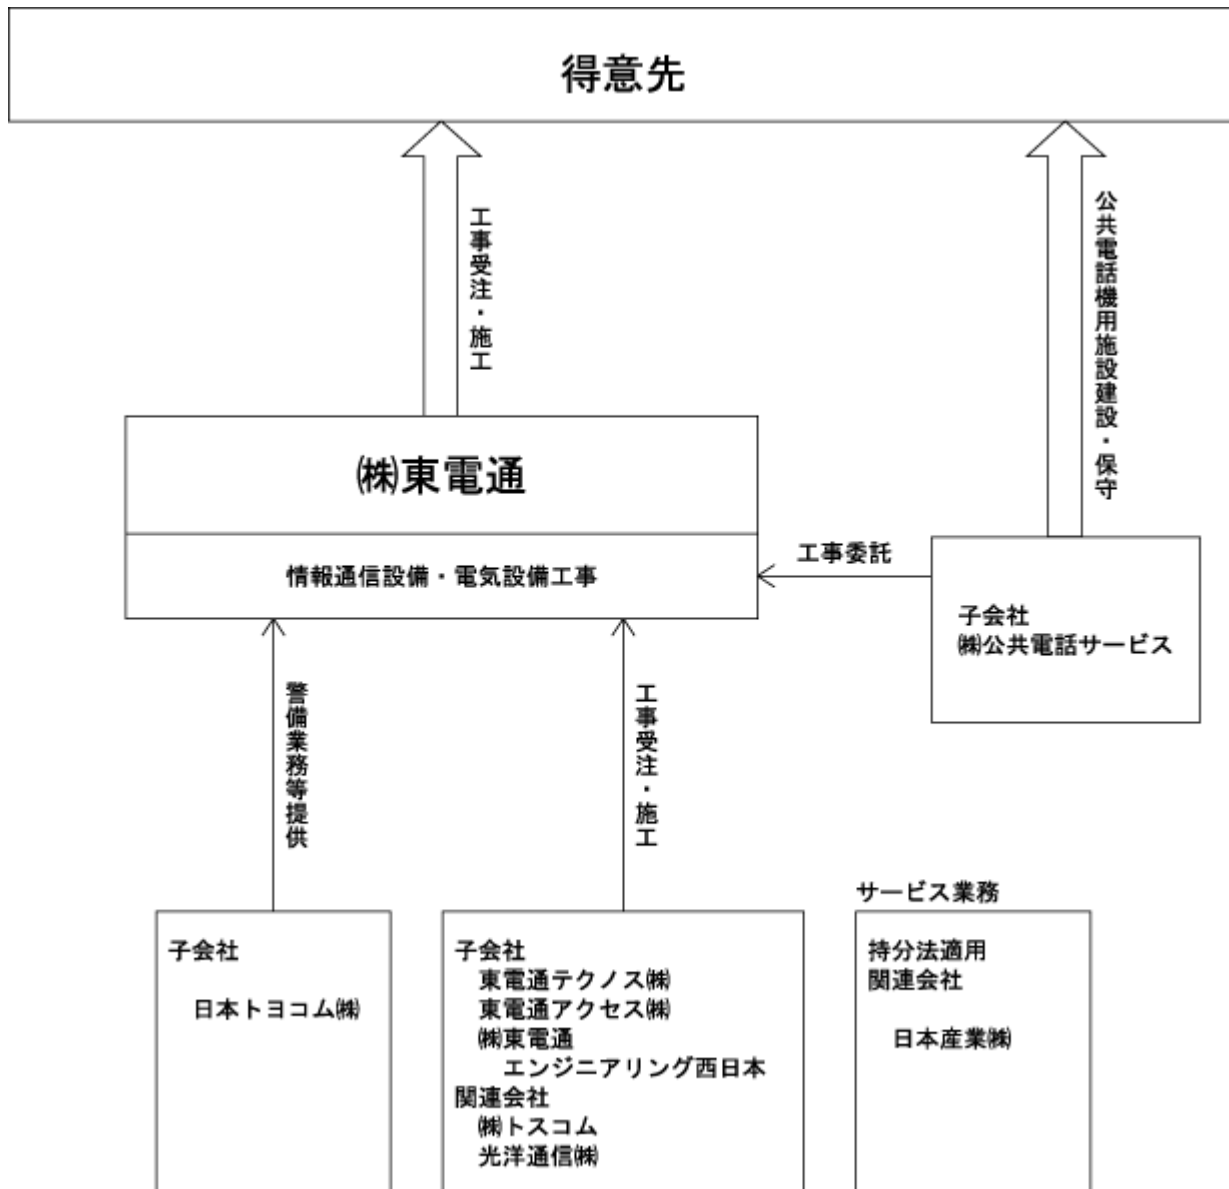 得意先
工事受注・施工
公共電話機用施設建設・保守
㈱東電通
情報通信設備・電気設備工事
工事委託
子会社
㈱公共電話サービス
警備業務等提供
工事受注・施工
サービス業務
子会社
日本トヨコム㈱
子会社
東電通テクノス㈱
東電通アクセス㈱
㈱東電通
エンジニアリング西日本
関連会社
㈱トスコム
光洋通信㈱
持分法適用
関連会社
日本産業㈱